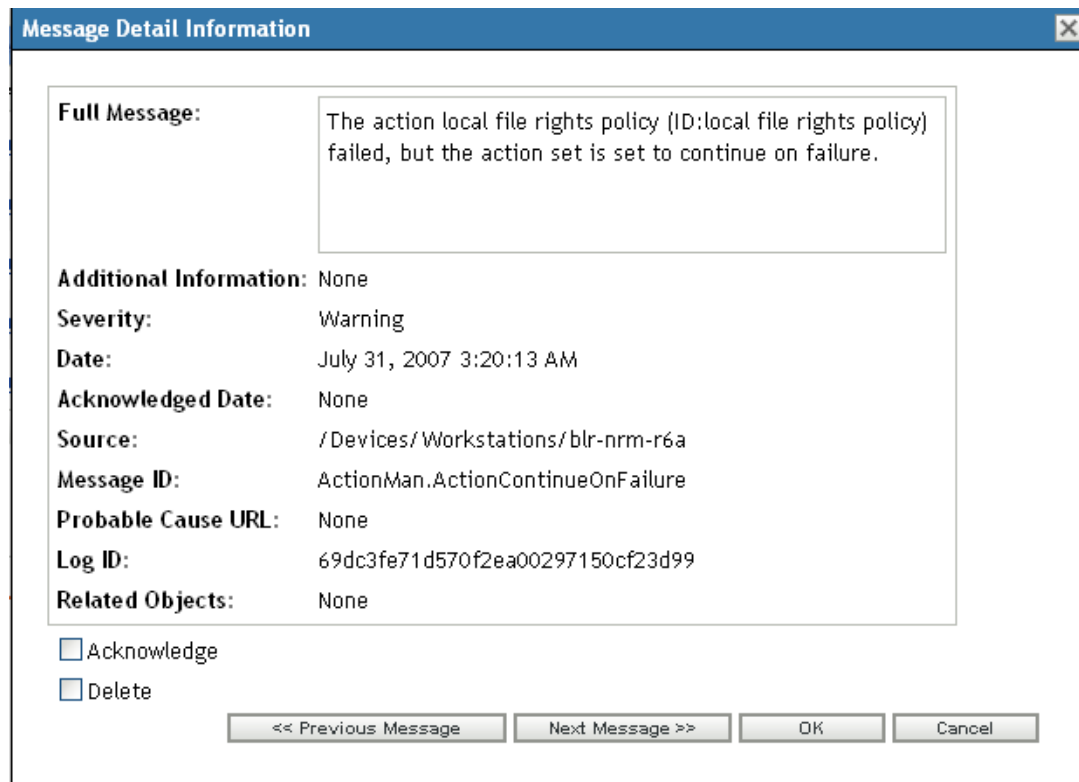 Message Detail Information
Full Message:
The action local file rights policy (ID:local file rights policy)
failed, but the action set is set to continue on failure.
Additional Information: None
Severity: Warning
Date: July 31, 2007 3:20:13 AM
Acknowledged Date: None
Source: /Devices/Workstations/blr-nrm-r6a
Message ID: ActionMan.ActionContinueOnFailure
Probable Cause URL: None
Log ID: 69dc3fe71d570f2ea00297150cf23d99
Related Objects: None
Acknowledge
Delete
<< Previous Message Next Message >> OK Cancel